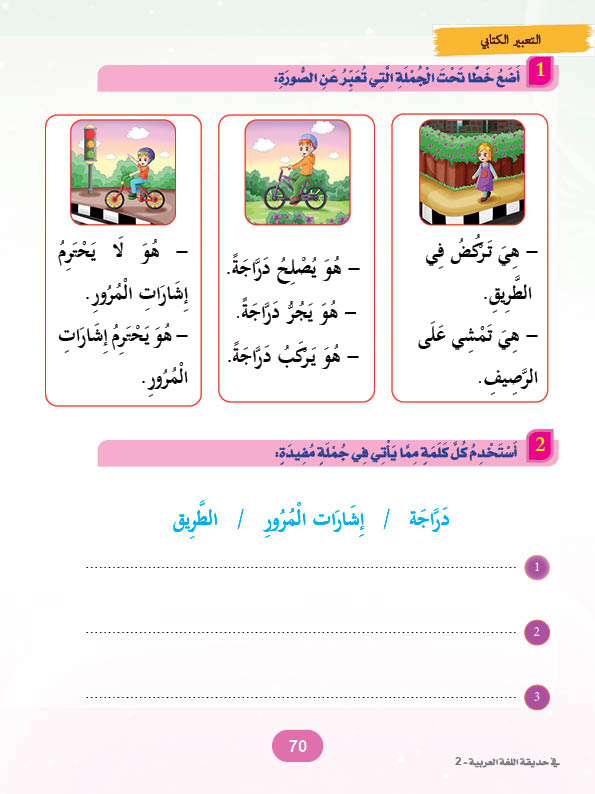 التعبير الكتابي
1 أَضَعُ خَطًّا تَحْتَ الْجُمْلَةِ الَّتِي تُعَبِّرُ عَنِ الصُّورَةِ:
– هِيَ تَرْكُضُ فِي
الطَّرِيقِ.
– هِيَ تَمْشِي عَلَى
الرَّصِيفِ.
– هُوَ يُصْلِحُ دَرَّاجَةً.
– هُوَ يَجُرُّ دَرَّاجَةً.
– هُوَ يَرْكَبُ دَرَّاجَةً.
– هُوَ لَا يَحْتَرِمُ
إِشَارَاتِ الْمُرُورِ.
– هُوَ يَحْتَرِمُ إِشَارَاتِ
الْمُرُورِ.
2 أَسْتَخْدِمُ كُلَّ كَلِمَةٍ مِمَّا يَأْتِي فِي جُمْلَةٍ مُفِيدَةٍ:
دَرَّاجَة / إِشَارَات الْمُرُورِ / الطَّرِيق
1
2
3
70
في حديقة اللغة العربية - 2